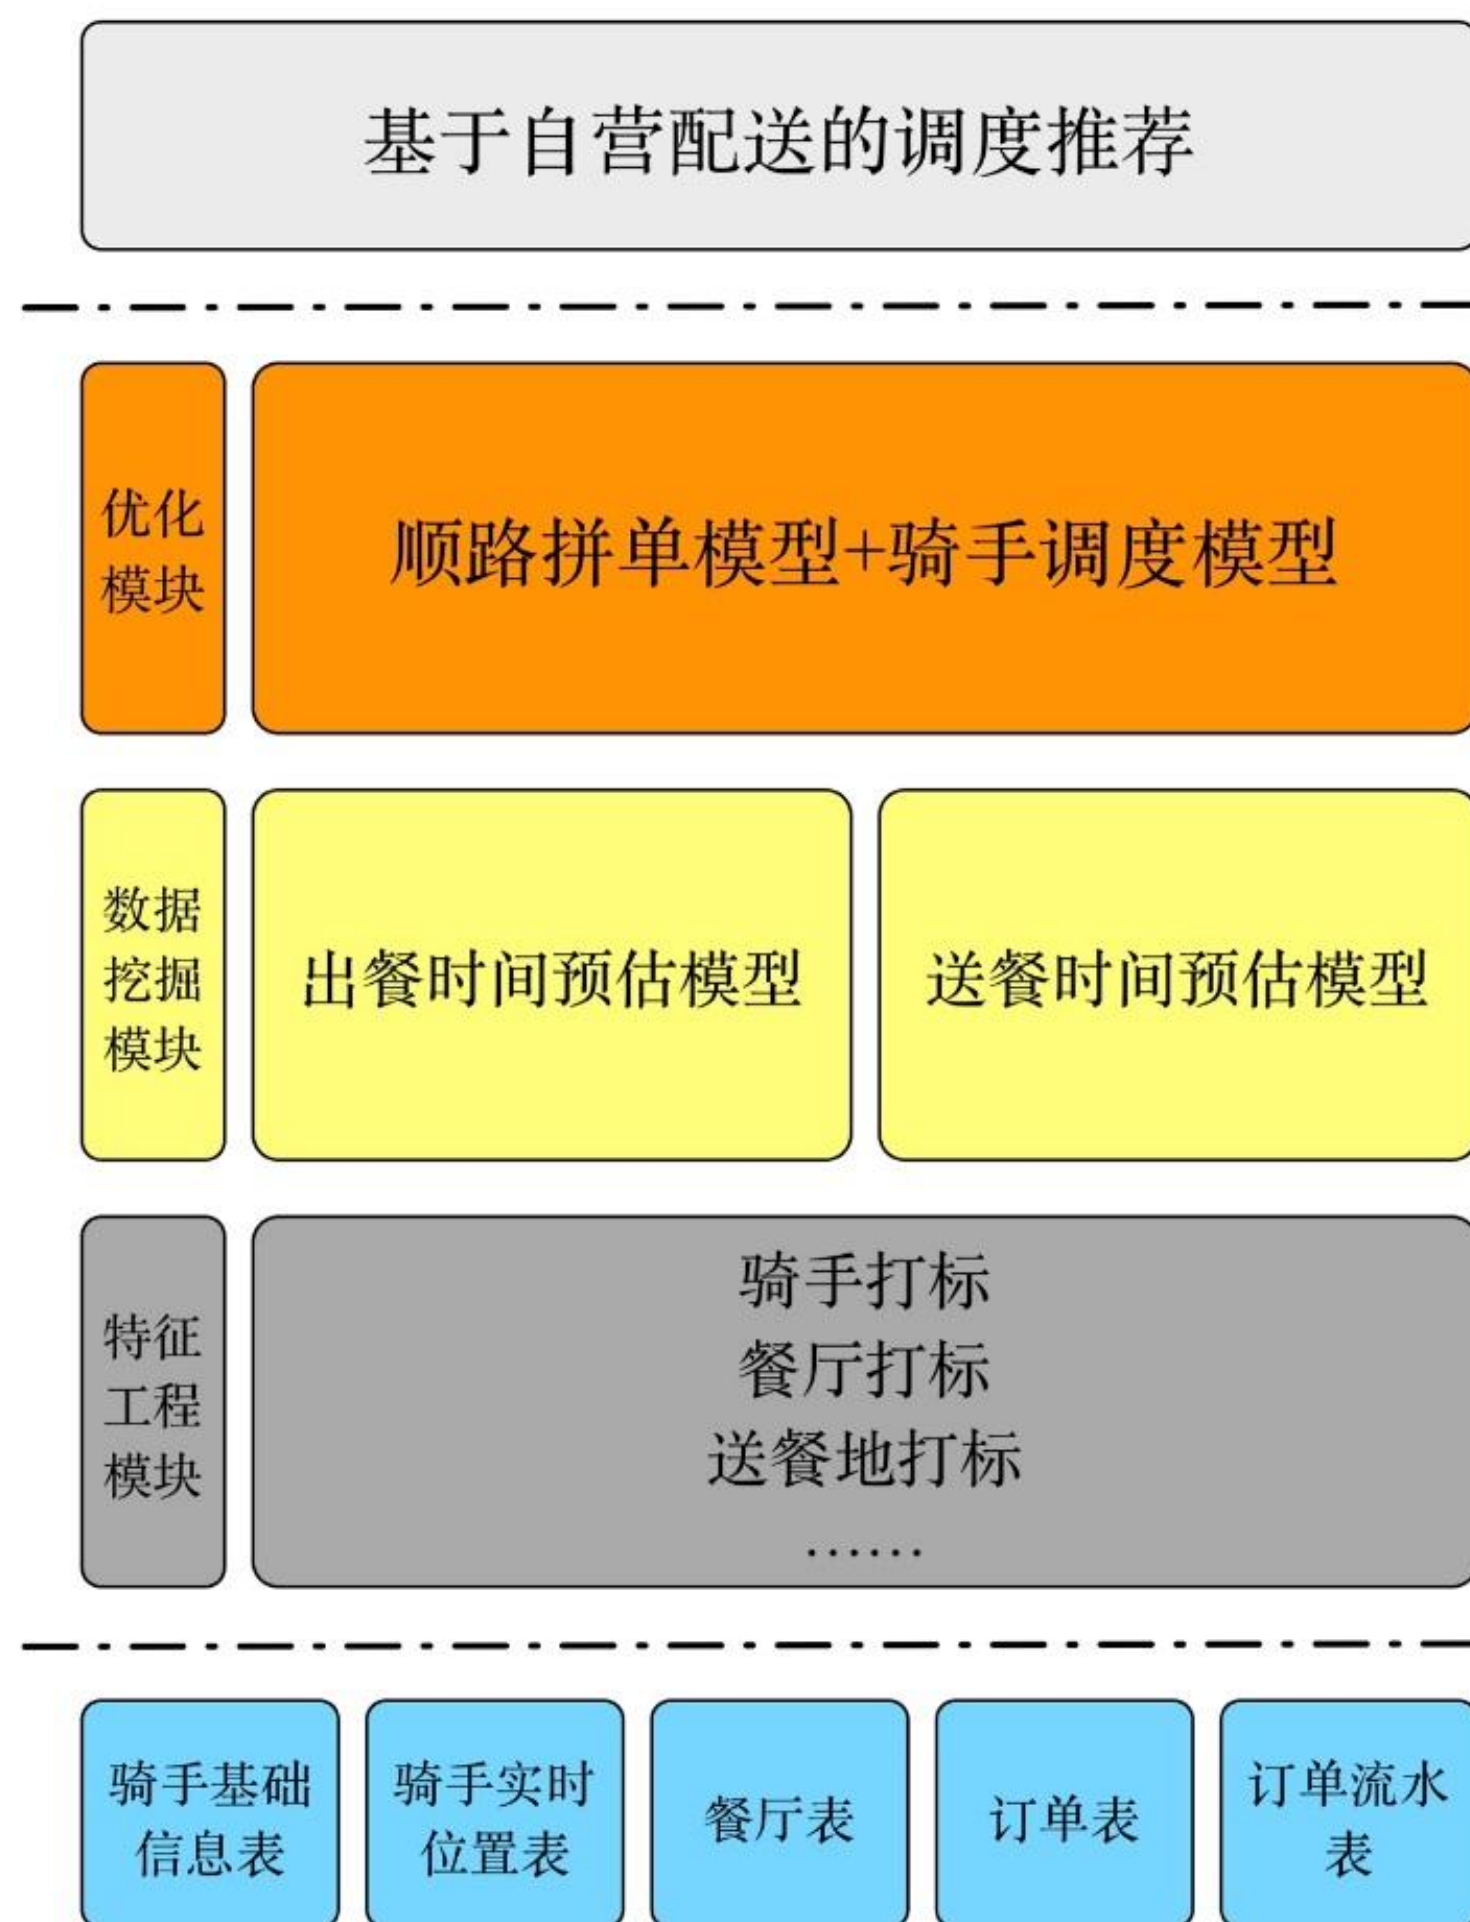 基于自营配送的调度推荐
优化
模块
顺路拼单模型+骑手调度模型
数据
挖掘
模块
出餐时间预估模型
送餐时间预估模型
特征
工程
模块
骑手打标
餐厅打标
送餐地打标
……
骑手基础
信息表
骑手实时
位置表
餐厅表
订单表
订单流水
表